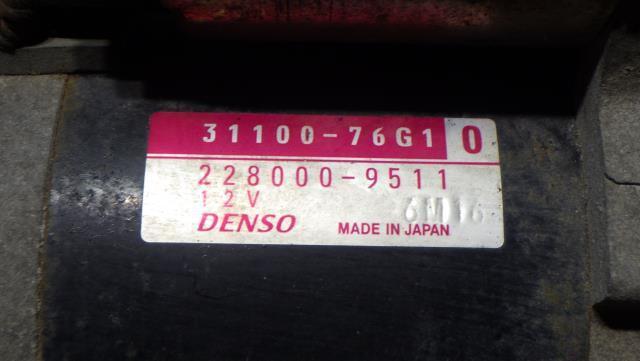 31100-76G1 0
228000-9511
12V 6M16
DENSO MADE IN JAPAN